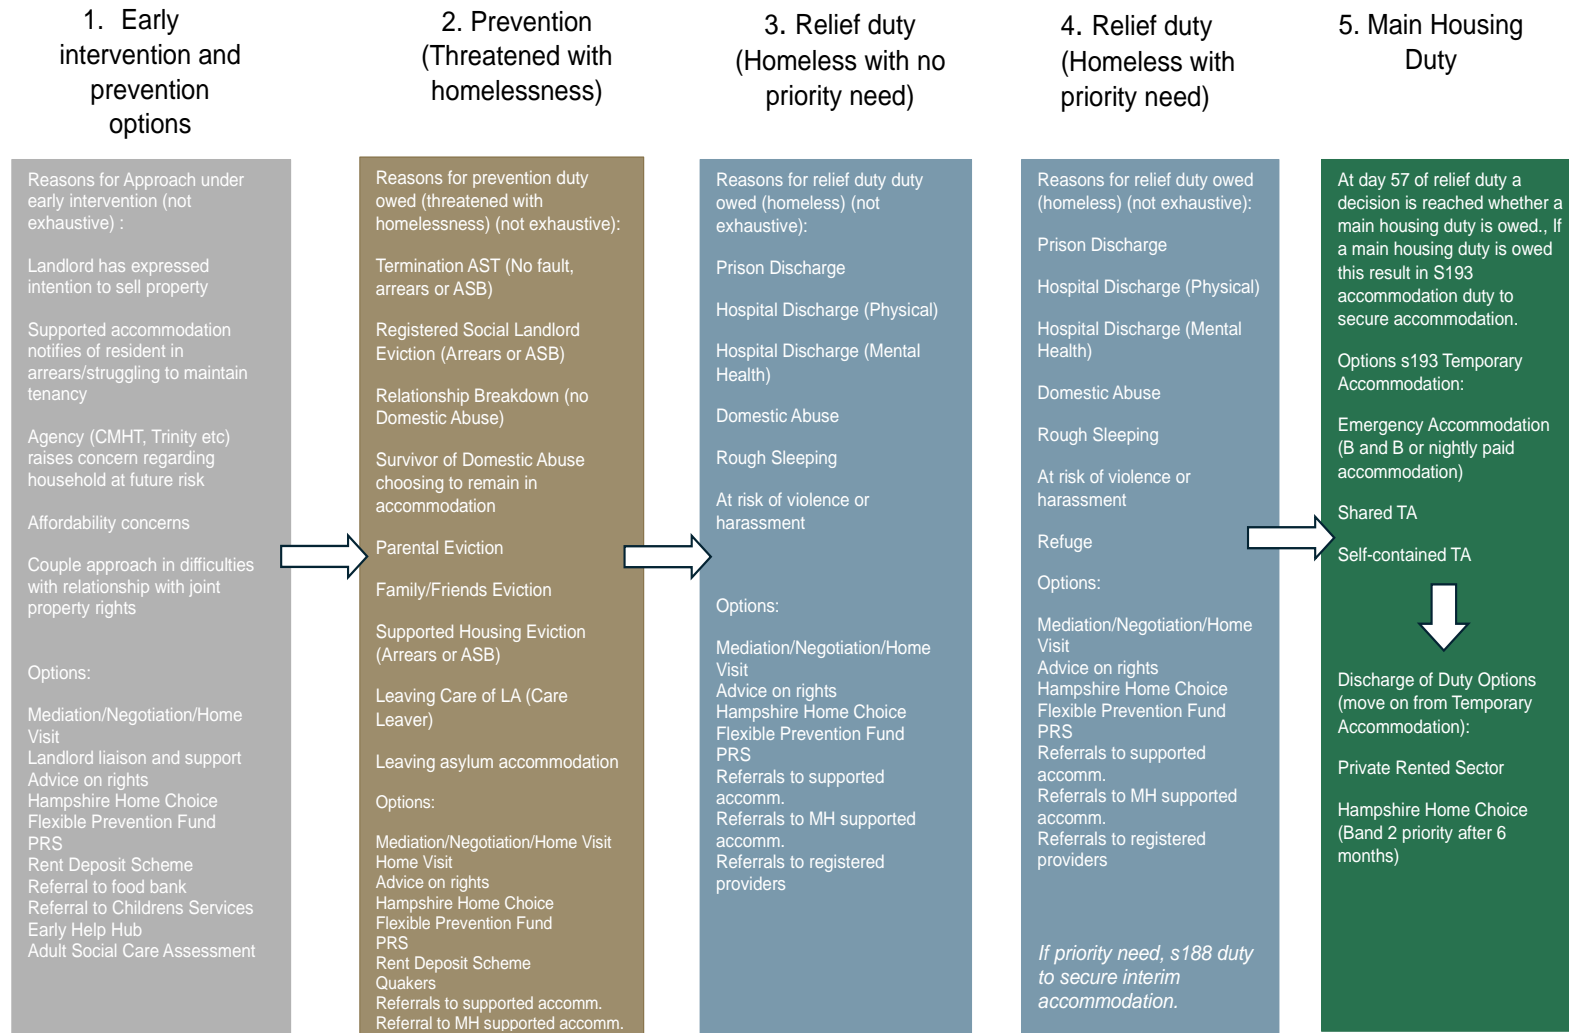 1. Early
intervention and
prevention
options
Reasons for Approach under
early intervention (not
exhaustive) :
Landlord has expressed
intention to sell property
Supported accommodation
notifies of resident in
arrears/struggling to maintain
tenancy
Agency (CMHT, Trinity etc)
raises concern regarding
household at future risk
Affordability concerns
Couple approach in difficulties
with relationship with joint
property rights
Options:
Mediation/Negotiation/Home
Visit
Landlord liaison and support
Advice on rights
Hampshire Home Choice
Flexible Prevention Fund
PRS
Rent Deposit Scheme
Referral to food bank
Referral to Childrens Services
Early Help Hub
Adult Social Care Assessment
2. Prevention
(Threatened with
homelessness)
Reasons for prevention duty
owed (threatened with
homelessness) (not exhaustive):
Termination AST (No fault,
arrears or ASB)
Registered Social Landlord
Eviction (Arrears or ASB)
Relationship Breakdown (no
Domestic Abuse)
Survivor of Domestic Abuse
choosing to remain in
accommodation
Parental Eviction
Family/Friends Eviction
Supported Housing Eviction
(Arrears or ASB)
Leaving Care of LA (Care
Leaver)
Leaving asylum accommodation
Options:
Mediation/Negotiation/Home Visit
Home Visit
Advice on rights
Hampshire Home Choice
Flexible Prevention Fund
PRS
Rent Deposit Scheme
Quakers
Referrals to supported accomm.
Referral to MH supported accomm.
3. Relief duty
(Homeless with no
priority need)
Reasons for relief duty duty
owed (homeless) (not
exhaustive):
Prison Discharge
Hospital Discharge (Physical)
Hospital Discharge (Mental
Health)
Domestic Abuse
Rough Sleeping
At risk of violence or
harassment
Options:
Mediation/Negotiation/Home
Visit
Advice on rights
Hampshire Home Choice
Flexible Prevention Fund
PRS
Referrals to supported
accomm.
Referrals to MH supported
accomm.
Referrals to registered
providers
4. Relief duty
(Homeless with
priority need)
Reasons for relief duty owed
(homeless) (not exhaustive):
Prison Discharge
Hospital Discharge (Physical)
Hospital Discharge (Mental
Health)
Domestic Abuse
Rough Sleeping
At risk of violence or
harassment
Refuge
Options:
Mediation/Negotiation/Home
Visit
Advice on rights
Hampshire Home Choice
Flexible Prevention Fund
PRS
Referrals to supported
accomm.
Referrals to MH supported
accomm.
Referrals to registered
providers
If priority need, s188 duty
to secure interim
accommodation.
5. Main Housing
Duty
At day 57 of relief duty a
decision is reached whether a
main housing duty is owed., If
a main housing duty is owed
this result in S193
accommodation duty to
secure accommodation.
Options s193 Temporary
Accommodation:
Emergency Accommodation
(B and B or nightly paid
accommodation)
Shared TA
Self-contained TA
Discharge of Duty Options
(move on from Temporary
Accommodation):
Private Rented Sector
Hampshire Home Choice
(Band 2 priority after 6
months)